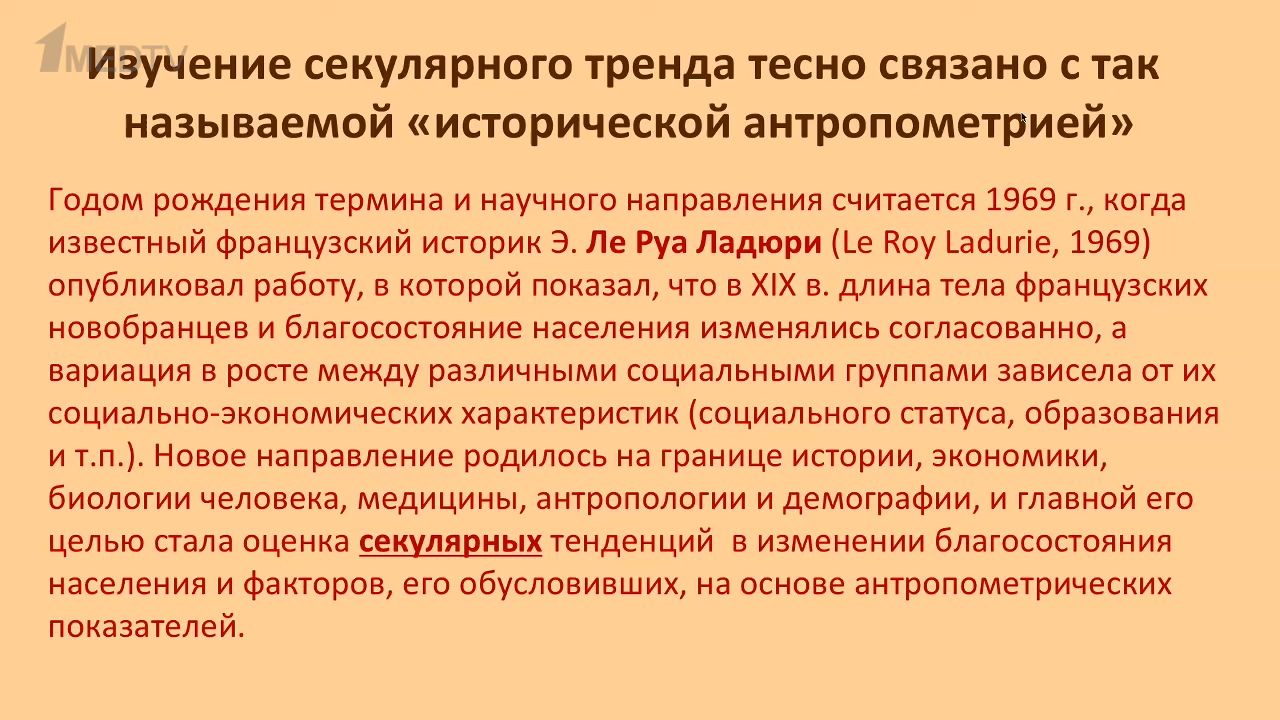 1MEDTV
Изучение секулярного тренда тесно связано с так
называемой «исторической антропометрией»
Годом рождения термина и научного направления считается 1969 г., когда
известный французский историк Э. Ле Руа Ладюри (Le Roy Ladurie, 1969)
опубликовал работу, в которой показал, что в XIX в. длина тела французских
новобранцев и благосостояние населения изменялись согласованно, а
вариация в росте между различными социальными группами зависела от их
социально-экономических характеристик (социального статуса, образования
и т.п.). Новое направление родилось на границе истории, экономики,
биологии человека, медицины, антропологии и демографии, и главной его
целью стала оценка секулярных тенденций  в изменении благосостояния
населения и факторов, его обусловивших, на основе антропометрических
показателей.